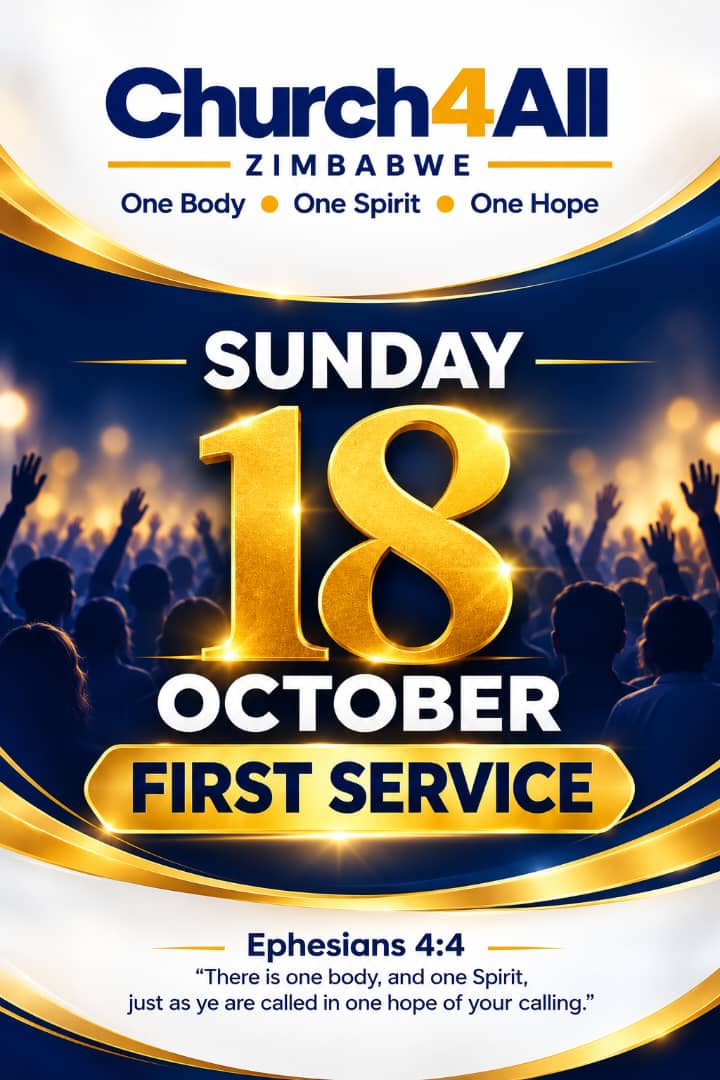 Church4All
ZIMBABWE
One Body • One Spirit • One Hope
SUNDAY
18
OCTOBER
FIRST SERVICE
Ephesians 4:4
“There is one body, and one Spirit,
just as ye are called in one hope of your calling.”